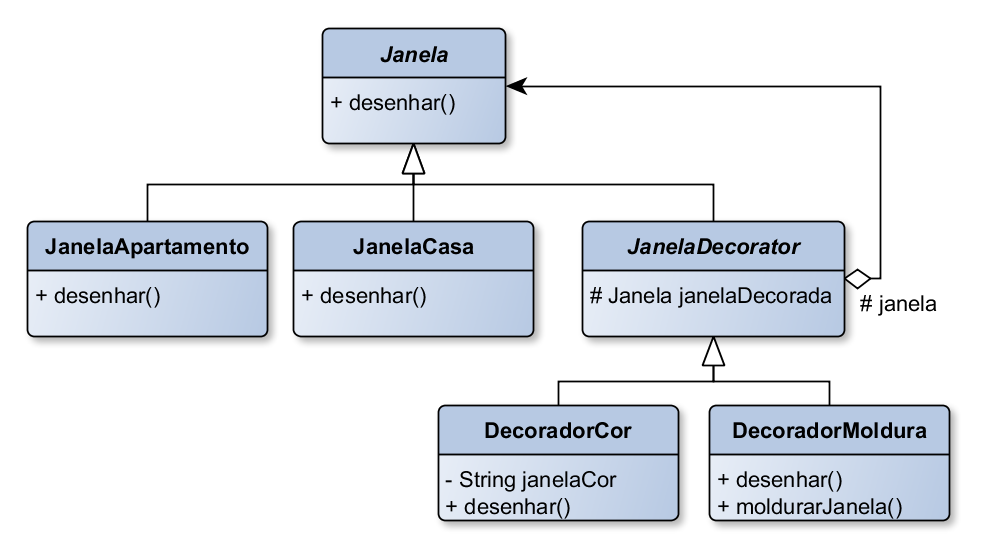 Janela
+ desenhar()
JanelaApartamento
+ desenhar()
JanelaCasa
+ desenhar()
JanelaDecorator
# Janela janelaDecorada
# janela
DecoradorCor
- String janelaCor
+ desenhar()
DecoradorMoldura
+ desenhar()
+ moldurarJanela()